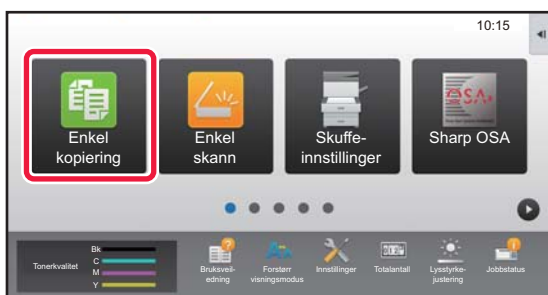 10:15
Enkel
kopiering
Enkel
skann
Skuffe-
innstillinger
Sharp OSA
Tonerkvalitet
Bk
C
M
Y
Bruksveil-
edning
Forstørr
visningsmodus
Innstillinger
Totalantall
Lysstyrke-
justering
Jobbstatus